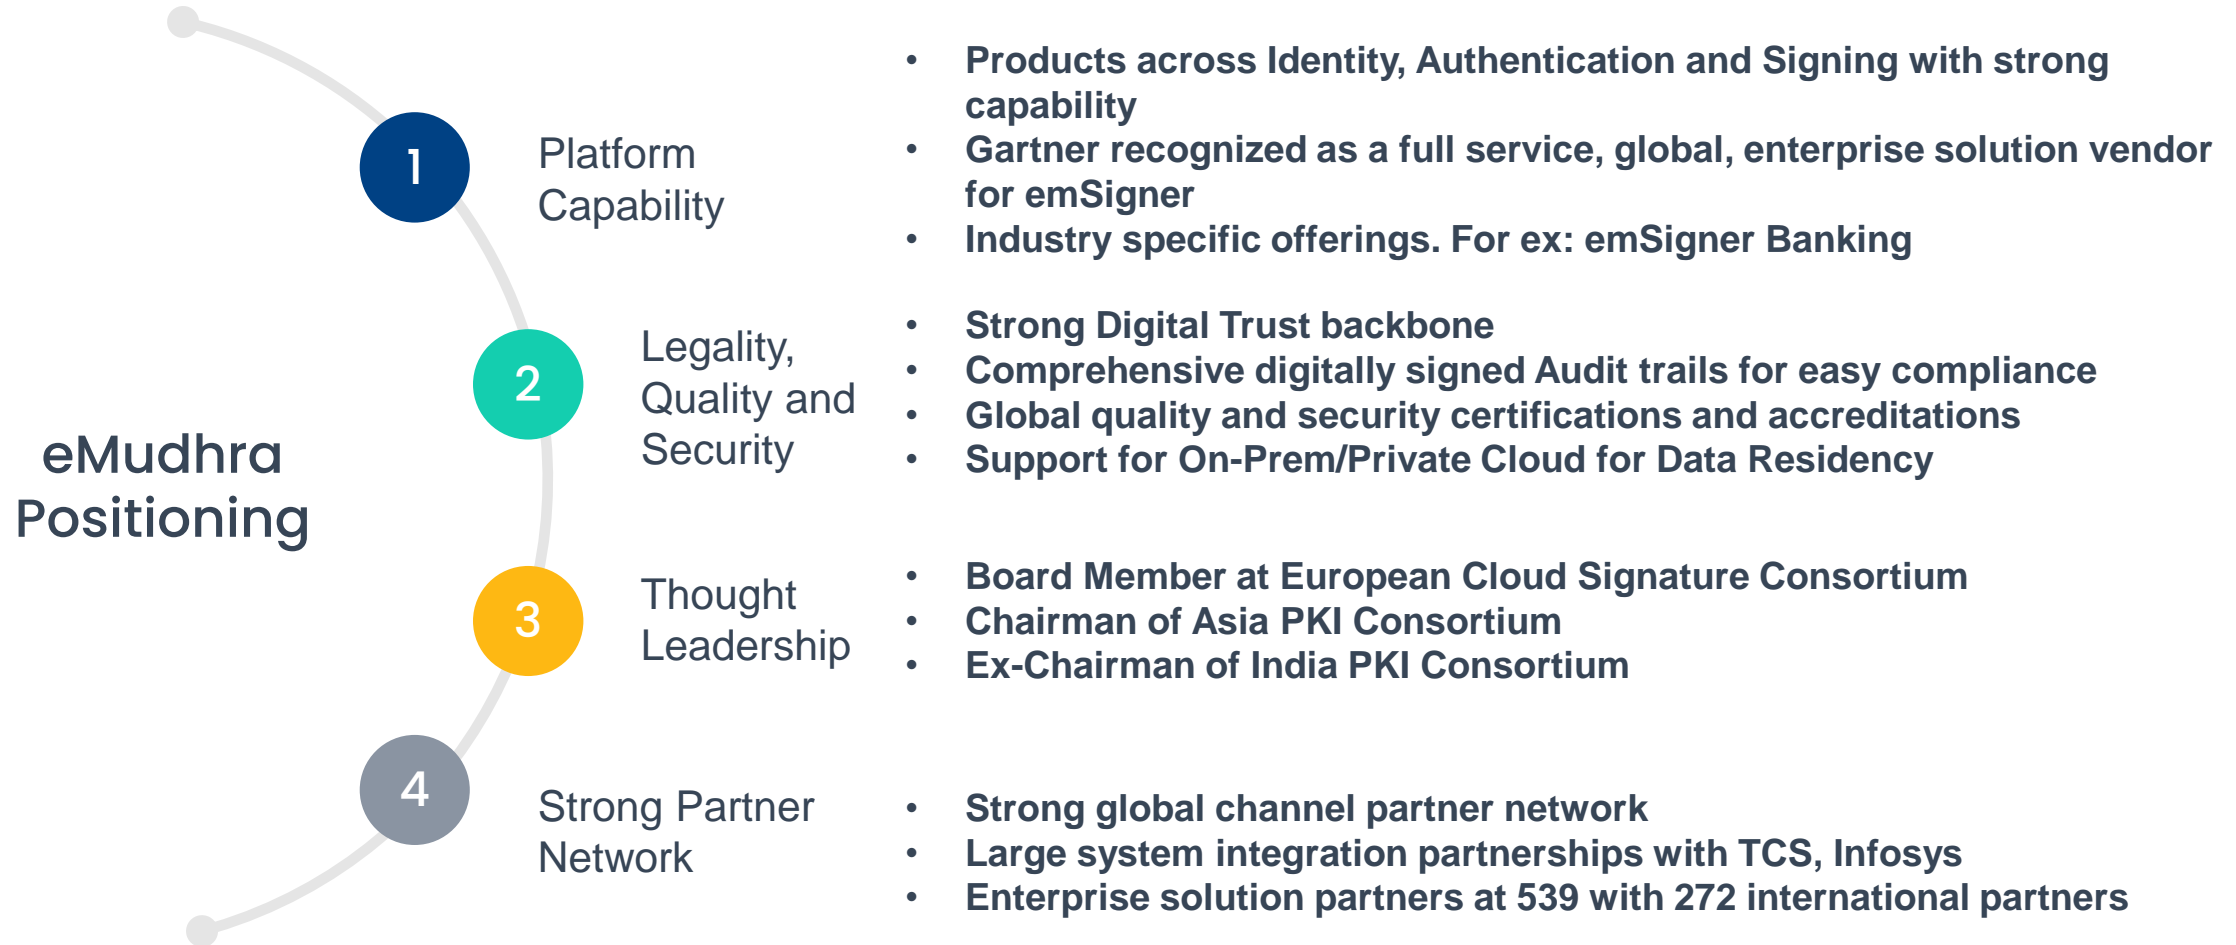 eMudhra
Positioning
1
Platform
Capability
• Products across Identity, Authentication and Signing with strong
capability
• Gartner recognized as a full service, global, enterprise solution vendor
for emSigner
• Industry specific offerings. For ex: emSigner Banking
2
Legality,
Quality and
Security
• Strong Digital Trust backbone
• Comprehensive digitally signed Audit trails for easy compliance
• Global quality and security certifications and accreditations
• Support for On-Prem/Private Cloud for Data Residency
3
Thought
Leadership
• Board Member at European Cloud Signature Consortium
• Chairman of Asia PKI Consortium
• Ex-Chairman of India PKI Consortium
4
Strong Partner
Network
• Strong global channel partner network
• Large system integration partnerships with TCS, Infosys
• Enterprise solution partners at 539 with 272 international partners